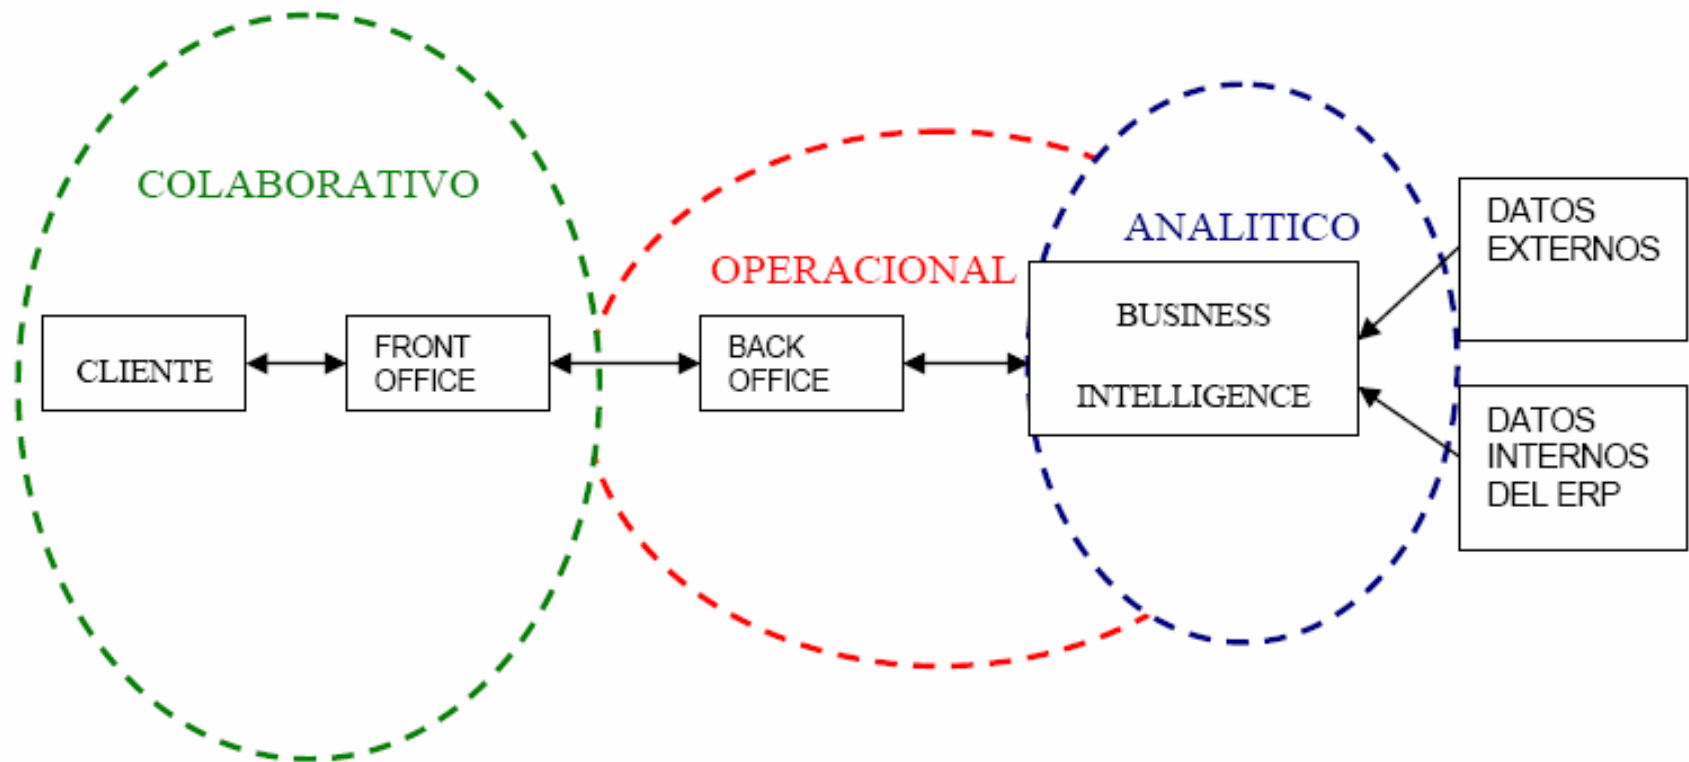 COLABORATIVO
OPERACIONAL
ANALITICO
CLIENTE
FRONT
OFFICE
BACK
OFFICE
BUSINESS
INTELLIGENCE
DATOS
EXTERNOS
DATOS
INTERNOS
DEL ERP